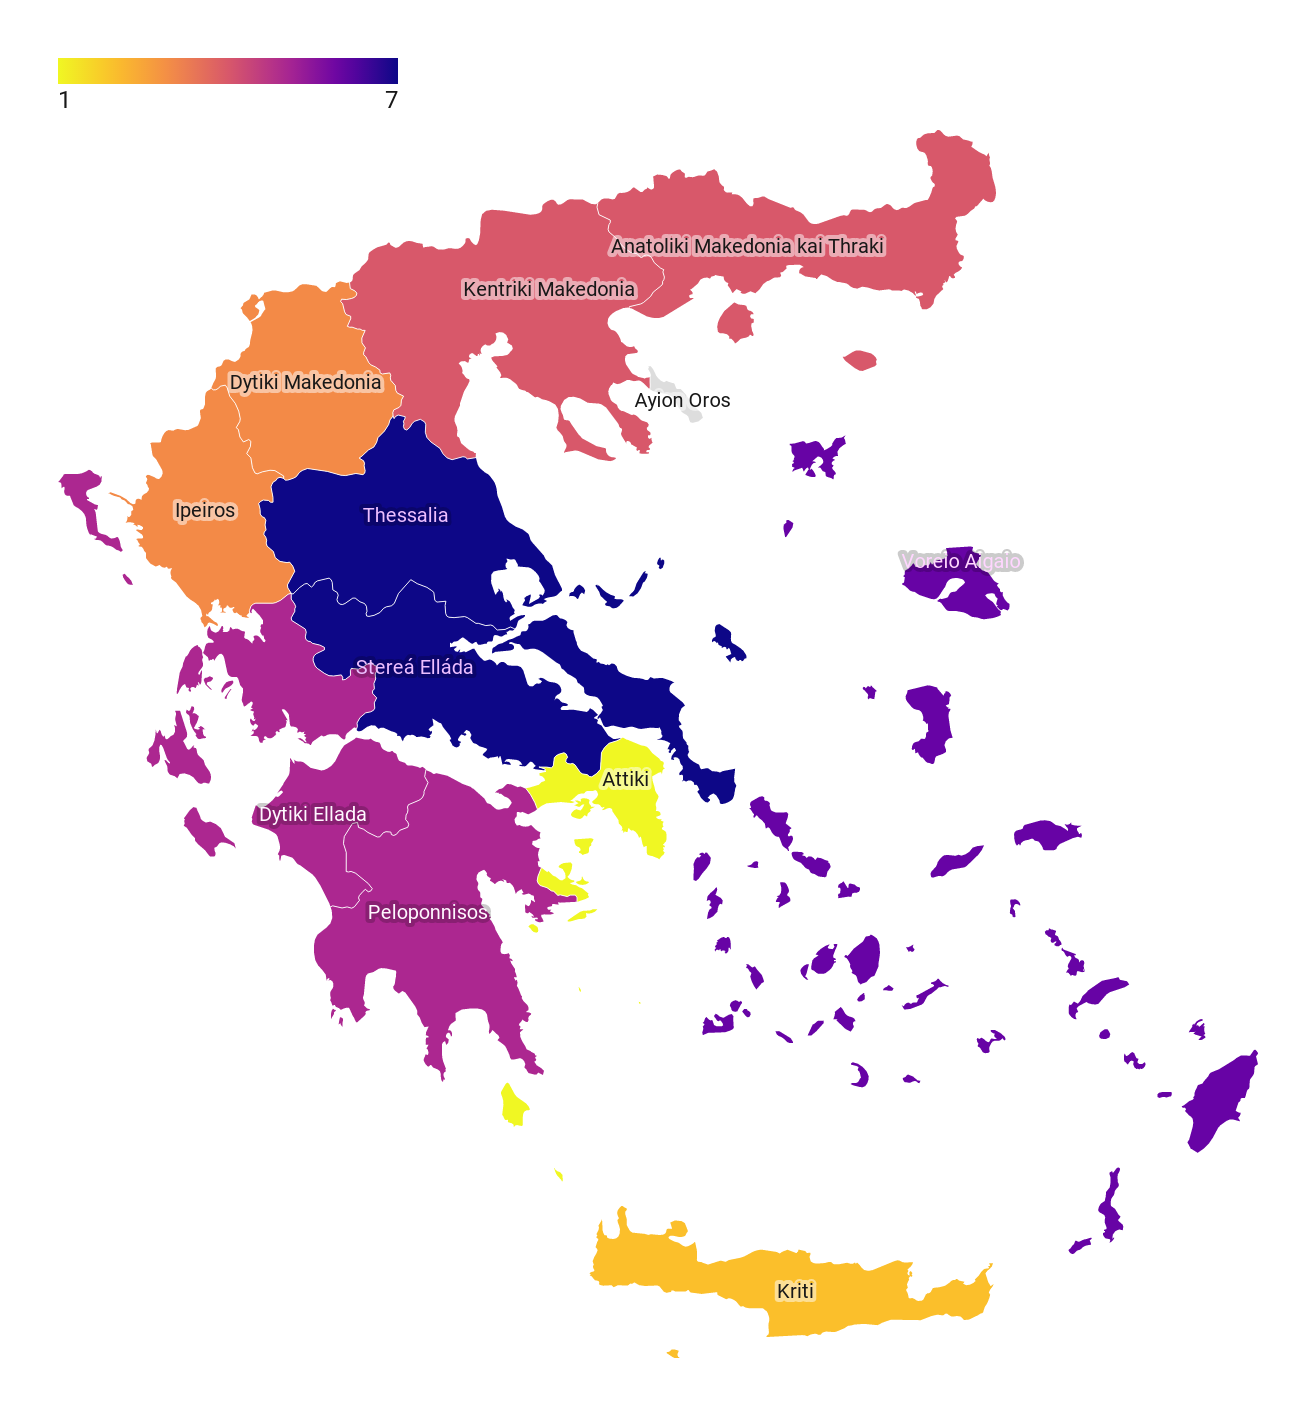 1 7
Anatoliki Makedonia kai Thraki
Kentriki Makedonia
Dytiki Makedonia
Ayion Oros
Ipeiros
Thessalia
Voreio Aigaio
Stereá Elláda
Attiki
Dytiki Ellada
Peloponnisos
Kriti